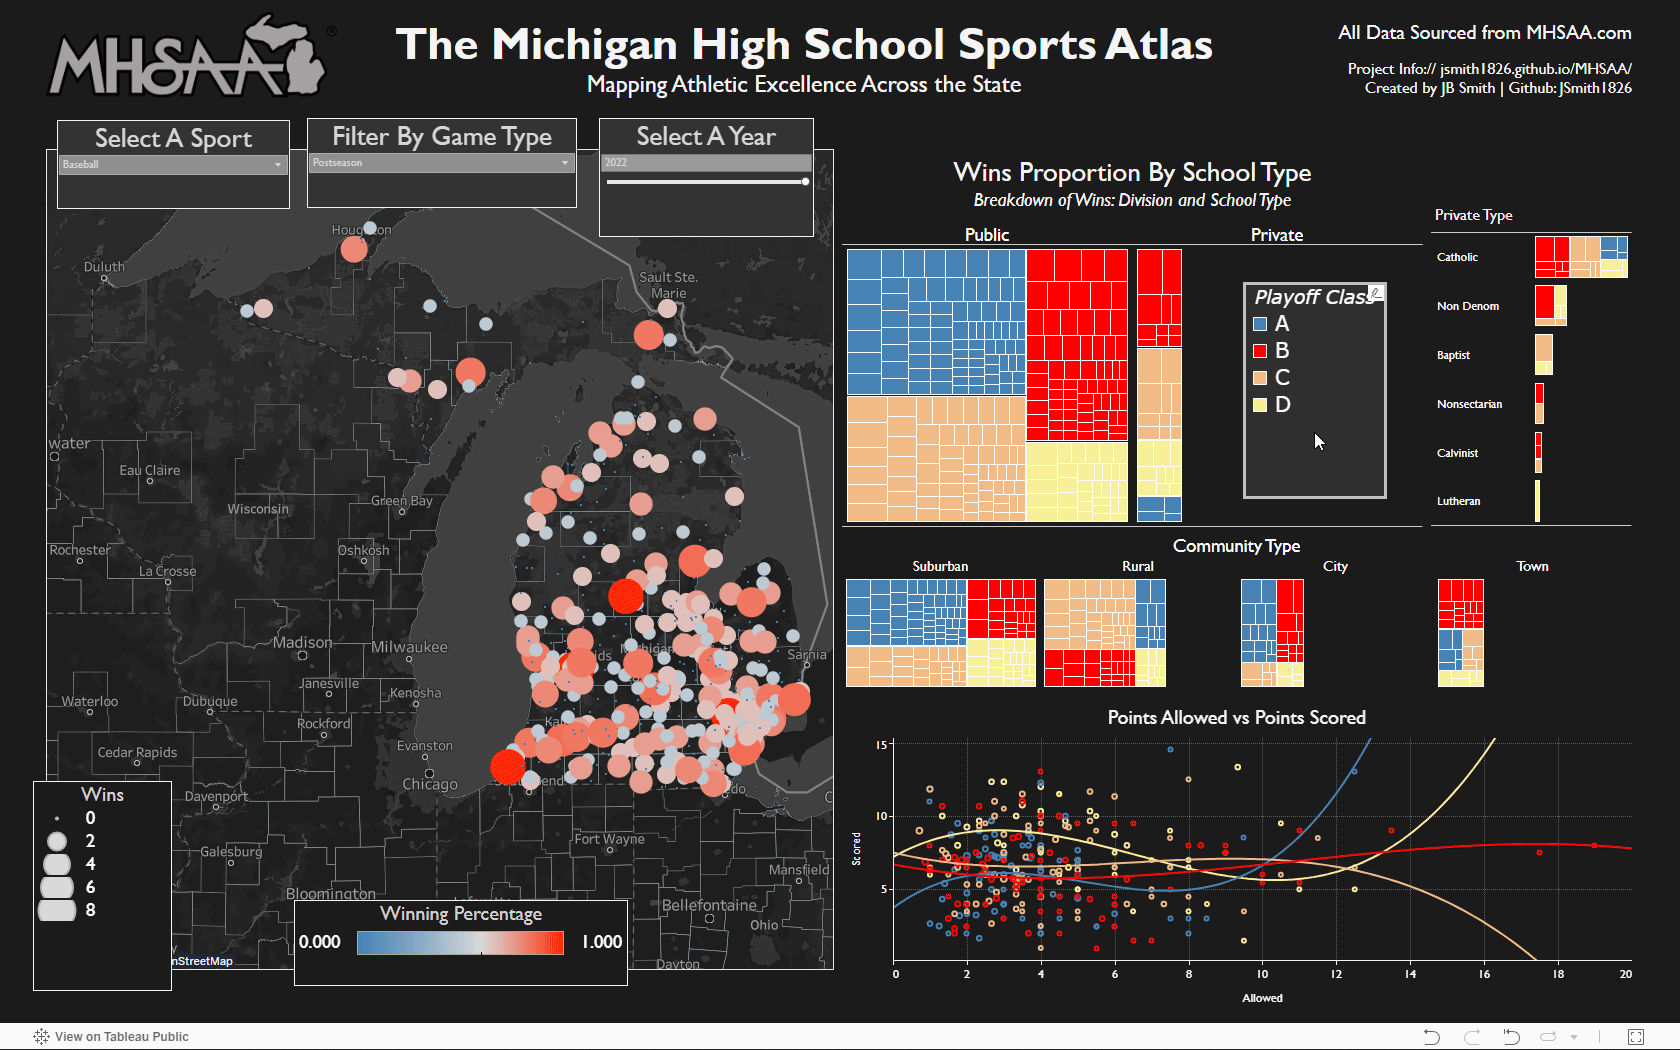 MHSAA
®
The Michigan High School Sports Atlas
Mapping Athletic Excellence Across the State
All Data Sourced from MHSAA.com
Project Info// jsmith1826.github.io/MHSAA/
Created by JB Smith | Github: JSmith1826
Select A Sport
Baseball
Filter By Game Type
Postseason
Select A Year
2022
Houghton
Duluth
Sault Ste.
Marie
water
Eau Claire
Green Bay
Wisconsin
Rochester
Oshkosh
La Crosse
Madison
Milwaukee
Sarnia
Janesville
Kenosha
Waterloo
Dubuque
Rockford
Cedar Rapids
Evanston
Chicago
Davenport
Fort Wayne
Galesburg
Mansfield
Bloomington
Bellefontaine
Ohio
Dayton
nStreetMap
Wins
0
2
4
6
8
Winning Percentage
0.000
1.000
Wins Proportion By School Type
Breakdown of Wins: Division and School Type
Public
Private
Playoff Class
A
B
C
D
Private Type
Catholic
Non Denom
Baptist
Nonsectarian
Calvinist
Lutheran
Community Type
Suburban
Rural
City
Town
Points Allowed vs Points Scored
Scored
15
10
5
0
2
4
6
8
10
12
14
16
18
20
Allowed
View on Tableau Public